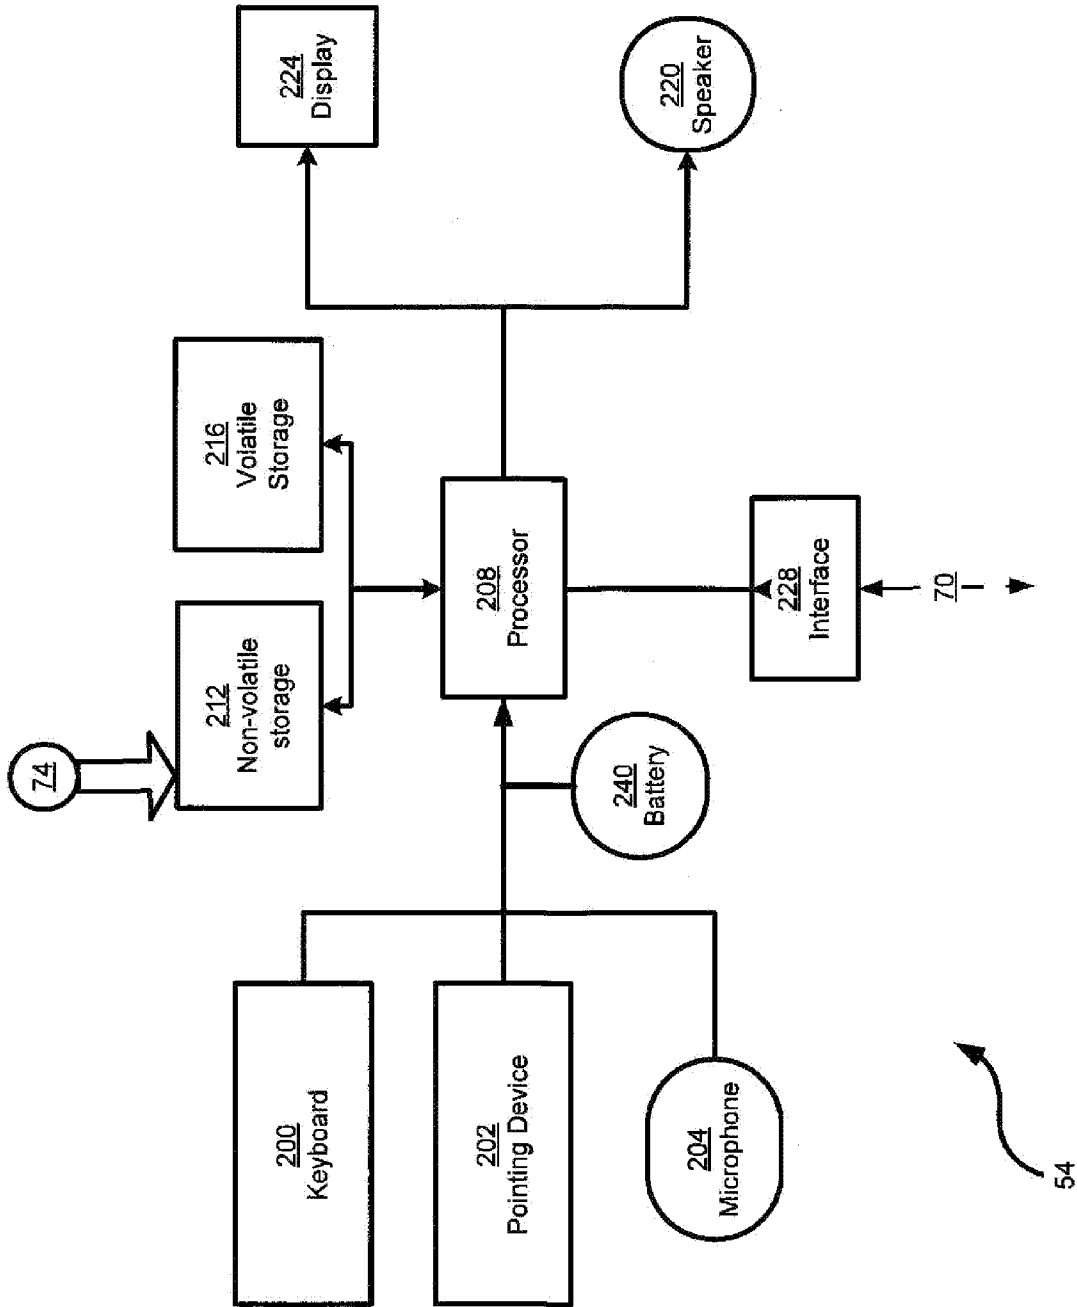 200
Keyboard
202
Pointing Device
204
Microphone
54
74
212
Non-volatile
storage
240
Battery
208
Processor
216
Volatile
Storage
228
Interface
70
224
Display
220
Speaker